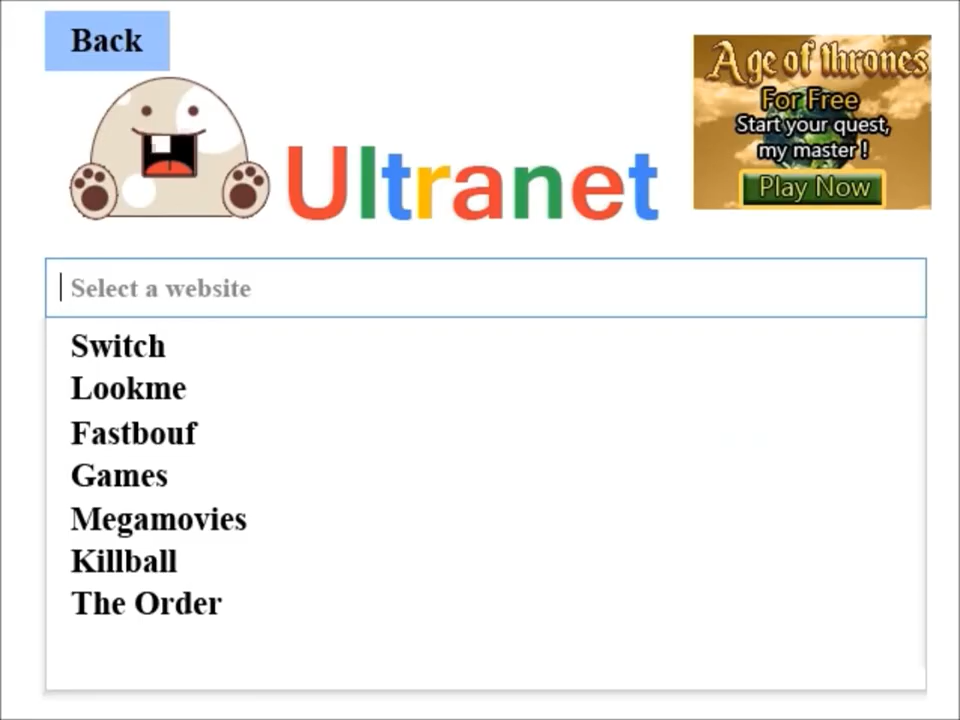 Back
Age of thrones
For Free
Start your quest,
my master !
Play Now
Ultranet
Select a website
Switch
Lookme
Fastbouf
Games
Megamovies
Killball
The Order